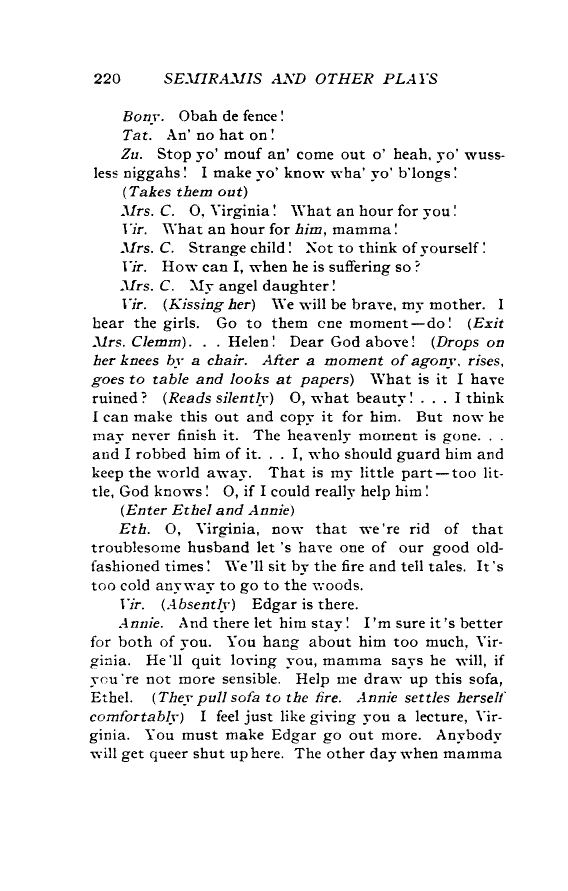 220 SEMIRAMIS AND OTHER PLAYS
Bony. Obah de fence!
Tat. An' no hat on!
Zu. Stop yo' mouf an' come out o' heah, yo' wuss-
less niggahs! I make yo' know wha' yo' b'longs!
(Takes them out)
Mrs. C. O, Virginia! What an hour for you!
Vir. What an hour for him, mamma!
Mrs. C. Strange child! Not to think of yourself!
Vir. How can I, when he is suffering so?
Mrs. C. My angel daughter!
Vir. (Kissing her) We will be brave, my mother. I
hear the girls. Go to them one moment—do! (Exit
Mrs. Clemm). . . Helen! Dear God above! (Drops on
her knees by a chair. After a moment of agony, rises,
goes to table and looks at papers) What is it I have
ruined? (Reads silently) O, what beauty! . . . I think
I can make this out and copy it for him. But now he
may never finish it. The heavenly moment is gone. . .
and I robbed him of it. . . I, who should guard him and
keep the world away. That is my little part—too lit-
tle, God knows! O, if I could really help him!
(Enter Ethel and Annie)
Eth. O, Virginia, now that we're rid of that
troublesome husband let 's have one of our good old-
fashioned times! We'll sit by the fire and tell tales. It's
too cold anyway to go to the woods.
Vir. (Absently) Edgar is there.
Annie. And there let him stay! I'm sure it's better
for both of you. You hang about him too much, Vir-
ginia. He'll quit loving you, mamma says he will, if
you're not more sensible. Help me draw up this sofa,
Ethel. (They pull sofa to the fire. Annie settles herself
comfortably) I feel just like giving you a lecture, Vir-
ginia. You must make Edgar go out more. Anybody
will get queer shut up here. The other day when mamma